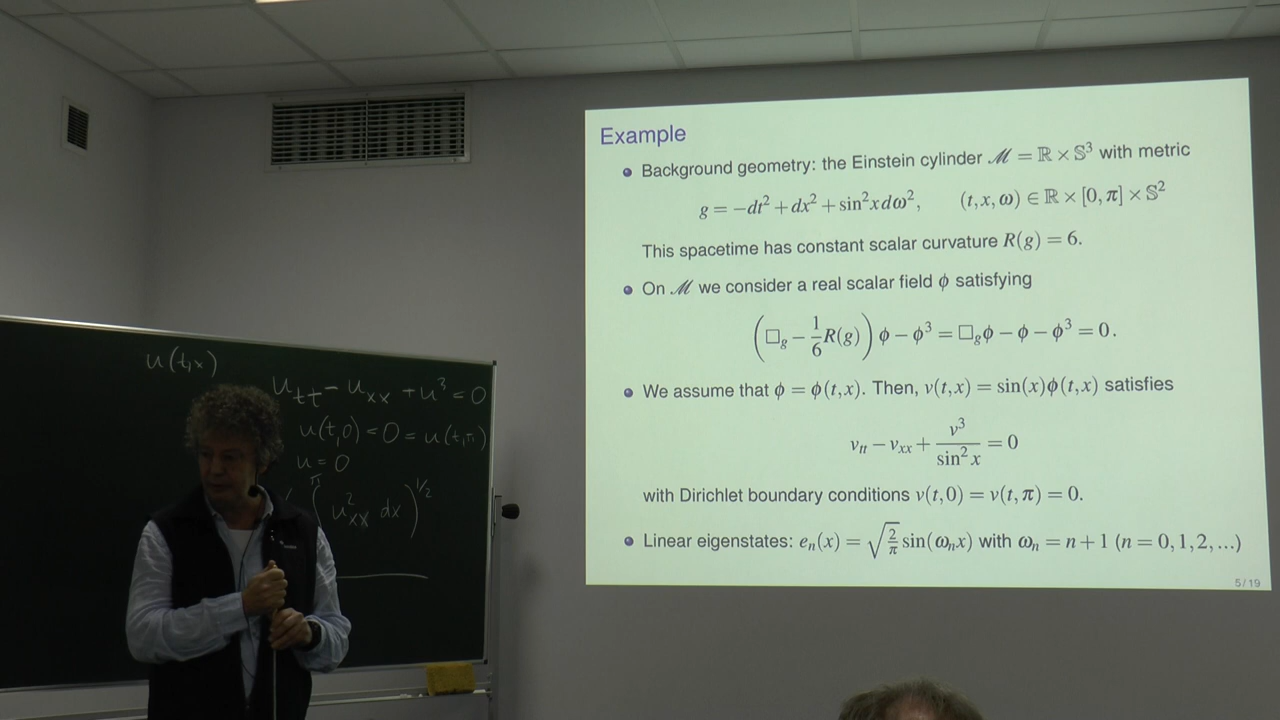 Example
Background geometry: the Einstein cylinder ℳ = ℝ × 𝕊³ with metric
g = −dt² + dx² + sin²x dω², (t,x,ω) ∈ ℝ × [0,π] × 𝕊²
This spacetime has constant scalar curvature R(g) = 6.
On ℳ we consider a real scalar field ϕ satisfying
(□_g − 1/6 R(g)) ϕ − ϕ³ = □_g ϕ − ϕ − ϕ³ = 0.
We assume that ϕ = ϕ(t,x). Then, v(t,x) = sin(x)ϕ(t,x) satisfies
v_tt − v_xx + v³/sin²x = 0
with Dirichlet boundary conditions v(t,0) = v(t,π) = 0.
Linear eigenstates: e_n(x) = √(2/π) sin(ω_n x) with ω_n = n+1 (n = 0,1,2,...)
5/19
u(t,x)
u_tt − u_xx + u³ = 0
u(t,0) = 0 = u(t,π)
u = 0
π
( u²_xx dx )^1/2